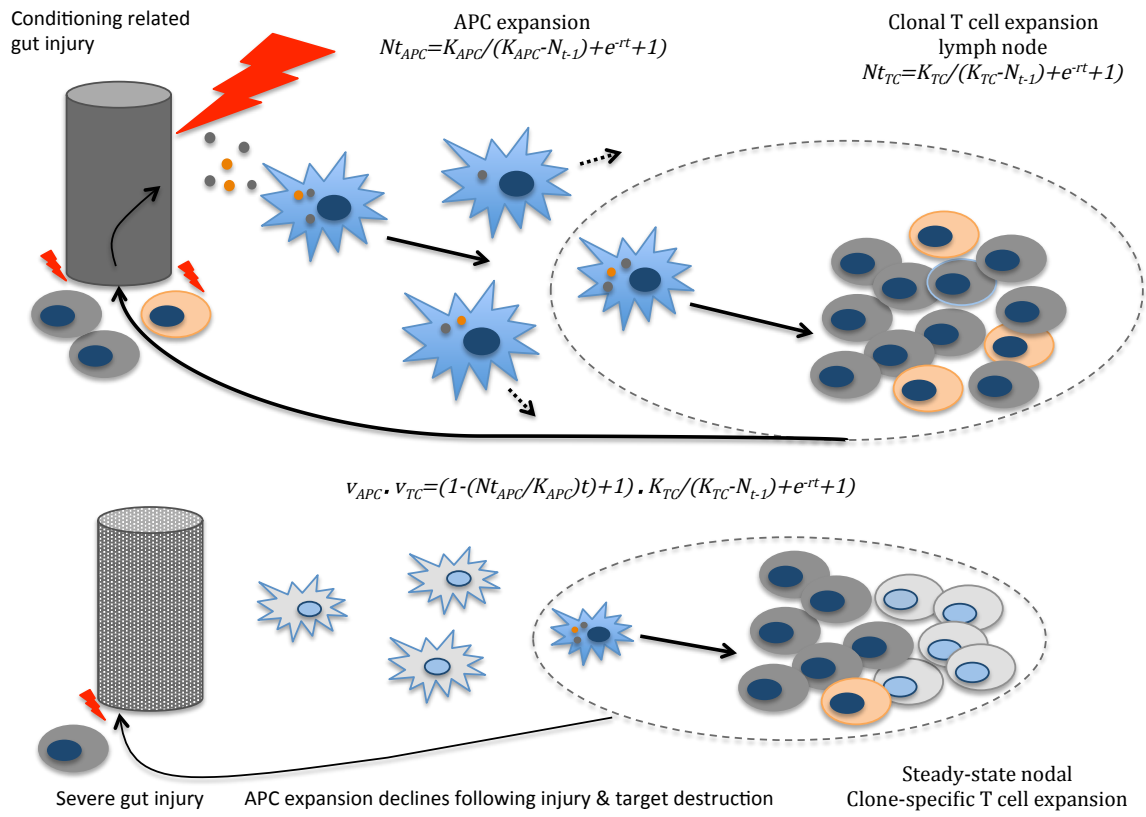 Conditioning related
gut injury
APC expansion
Nt_APC=K_APC/(K_APC-N_t-1)+e^-rt+1)
Clonal T cell expansion
lymph node
Nt_TC=K_TC/(K_TC-N_t-1)+e^-rt+1)
v_APC . v_TC=(1-(Nt_APC/K_APC)t)+1) . K_TC/(K_TC-N_t-1)+e^-rt+1)
Severe gut injury
APC expansion declines following injury & target destruction
Steady-state nodal
Clone-specific T cell expansion